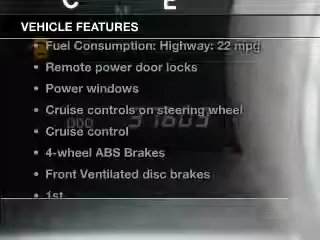 C E
VEHICLE FEATURES
• Fuel Consumption: Highway: 22 mpg
• Remote power door locks
• Power windows
• Cruise controls on steering wheel
• Cruise control
• 4-wheel ABS Brakes
• Front Ventilated disc brakes
• 1st